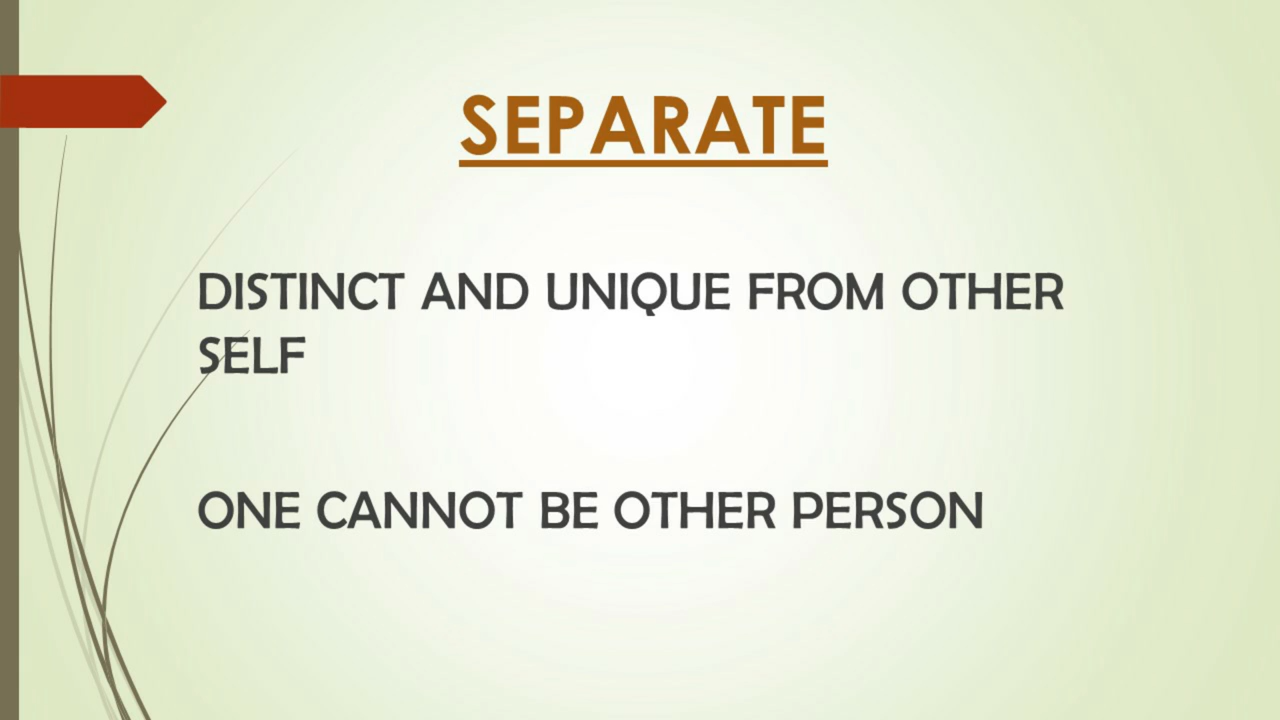 SEPARATE
DISTINCT AND UNIQUE FROM OTHER
SELF
ONE CANNOT BE OTHER PERSON